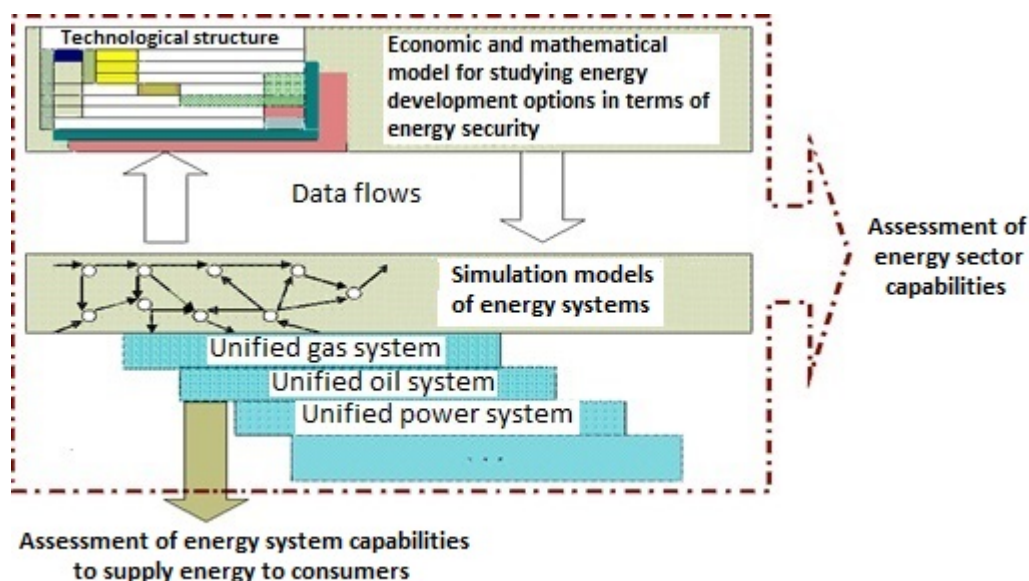 Technological structure
Economic and mathematical
model for studying energy
development options in terms of
energy security
Data flows
Assessment of
energy sector
capabilities
Simulation models
of energy systems
Unified gas system
Unified oil system
Unified power system
. . .
Assessment of energy system capabilities
to supply energy to consumers